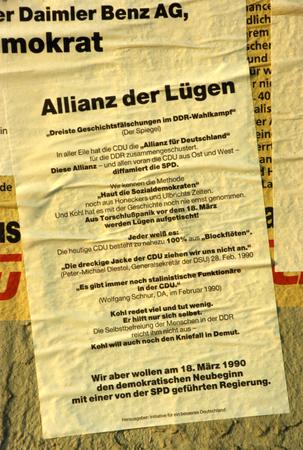 er Daimler Benz AG,
mokrat
Allianz der Lügen
„Dreiste Geschichtsfälschungen im DDR-Wahlkampf“
(Der Spiegel)
In aller Eile hat die CDU die „Allianz für Deutschland“
für die DDR zusammengeschustert.
Diese Allianz – und allen voran die CDU aus Ost und West –
diffamiert die SPD.
Wir kennen die Methode
„Haut die Sozialdemokraten“
noch aus Honeckers und Ulbrichts Zeiten.
Und Kohl hat es mit der Geschichte noch nie ernst genommen.
Aus Torschlußpanik vor dem 18. März
werden Lügen aufgetischt!
Jeder weiß es:
Die heutige CDU besteht zu nahezu 100% aus „Blockflöten“.
„Die dreckige Jacke der CDU ziehen wir uns nicht an.“
(Peter-Michael Diestel, Generalsekretär der DSU) 28. Feb. 1990
„Es gibt immer noch stalinistische Funktionäre
in der CDU.“
(Wolfgang Schnur, DA, im Februar 1990)
Kohl redet viel und tut wenig.
Er hilft nur sich selbst.
Die Selbstbefreiung der Menschen in der DDR
reicht ihm nicht aus –
Kohl will auch noch den Kniefall in Demut.
Wir aber wollen am 18. März 1990
den demokratischen Neubeginn
mit einer von der SPD geführten Regierung.
Herausgegeben Initiative für ein besseres Deutschland